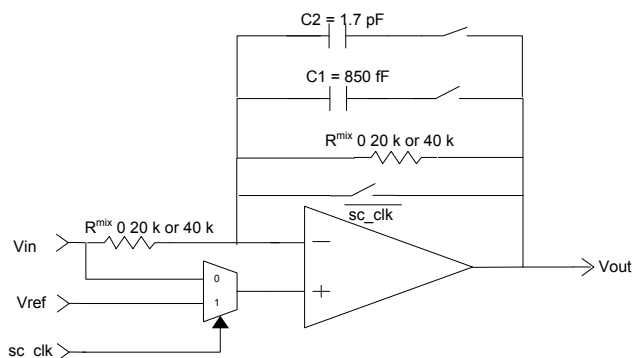 C2 = 1.7 pF
C1 = 850 fF
Rᵐⁱˣ 0 20 k or 40 k
sc_clk
Rᵐⁱˣ 0 20 k or 40 k
Vin
0
1
Vref
sc_clk
−
+
Vout